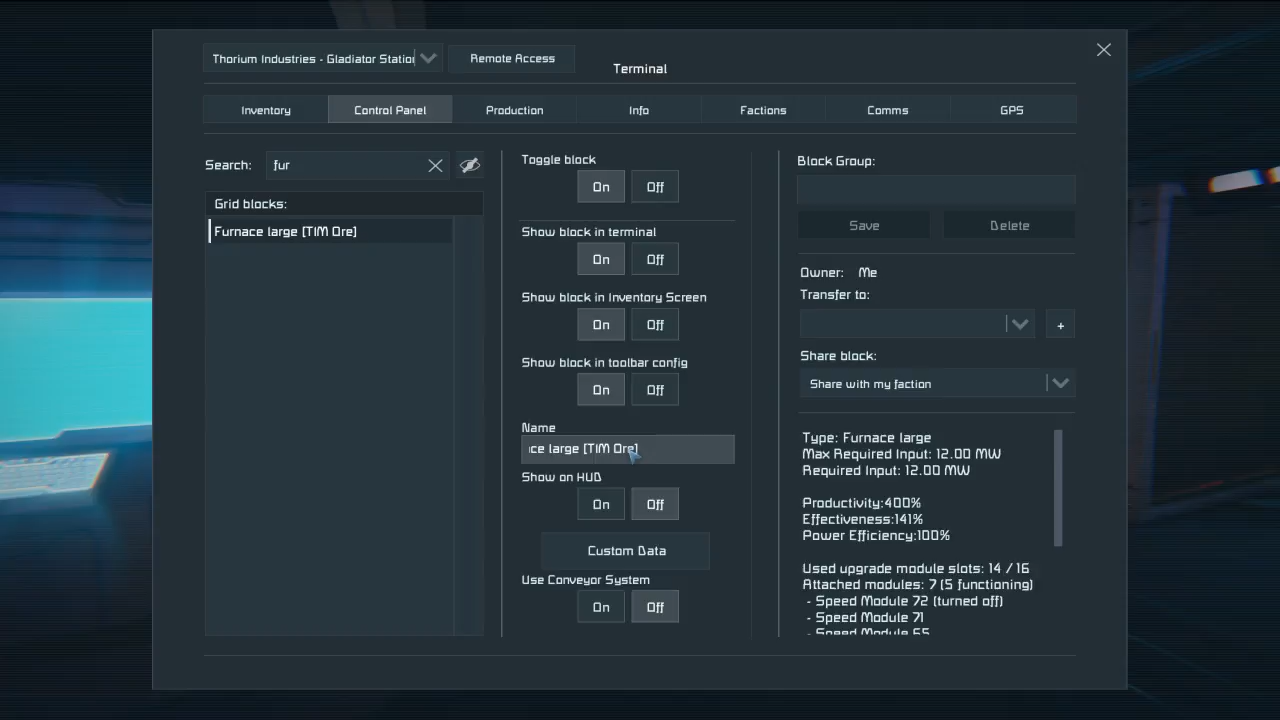 Thorium Industries - Gladiator Statior
Remote Access
Terminal
Inventory
Control Panel
Production
Info
Factions
Comms
GPS
Search:
fur
Grid blocks:
Furnace large [TIM Ore]
Toggle block
On
Off
Show block in terminal
On
Off
Show block in Inventory Screen
On
Off
Show block in toolbar config
On
Off
Name
ce large [TIM Ore]
Show on HUD
On
Off
Custom Data
Use Conveyor System
On
Off
Block Group:
Save
Delete
Owner: Me
Transfer to:
+
Share block:
Share with my faction
Type: Furnace large
Max Required Input: 12.00 MW
Required Input: 12.00 MW
Productivity:400%
Effectiveness:141%
Power Efficiency:100%
Used upgrade module slots: 14 / 16
Attached modules: 7 (5 functioning)
- Speed Module 72 (turned off)
- Speed Module 71
- Speed Module 65